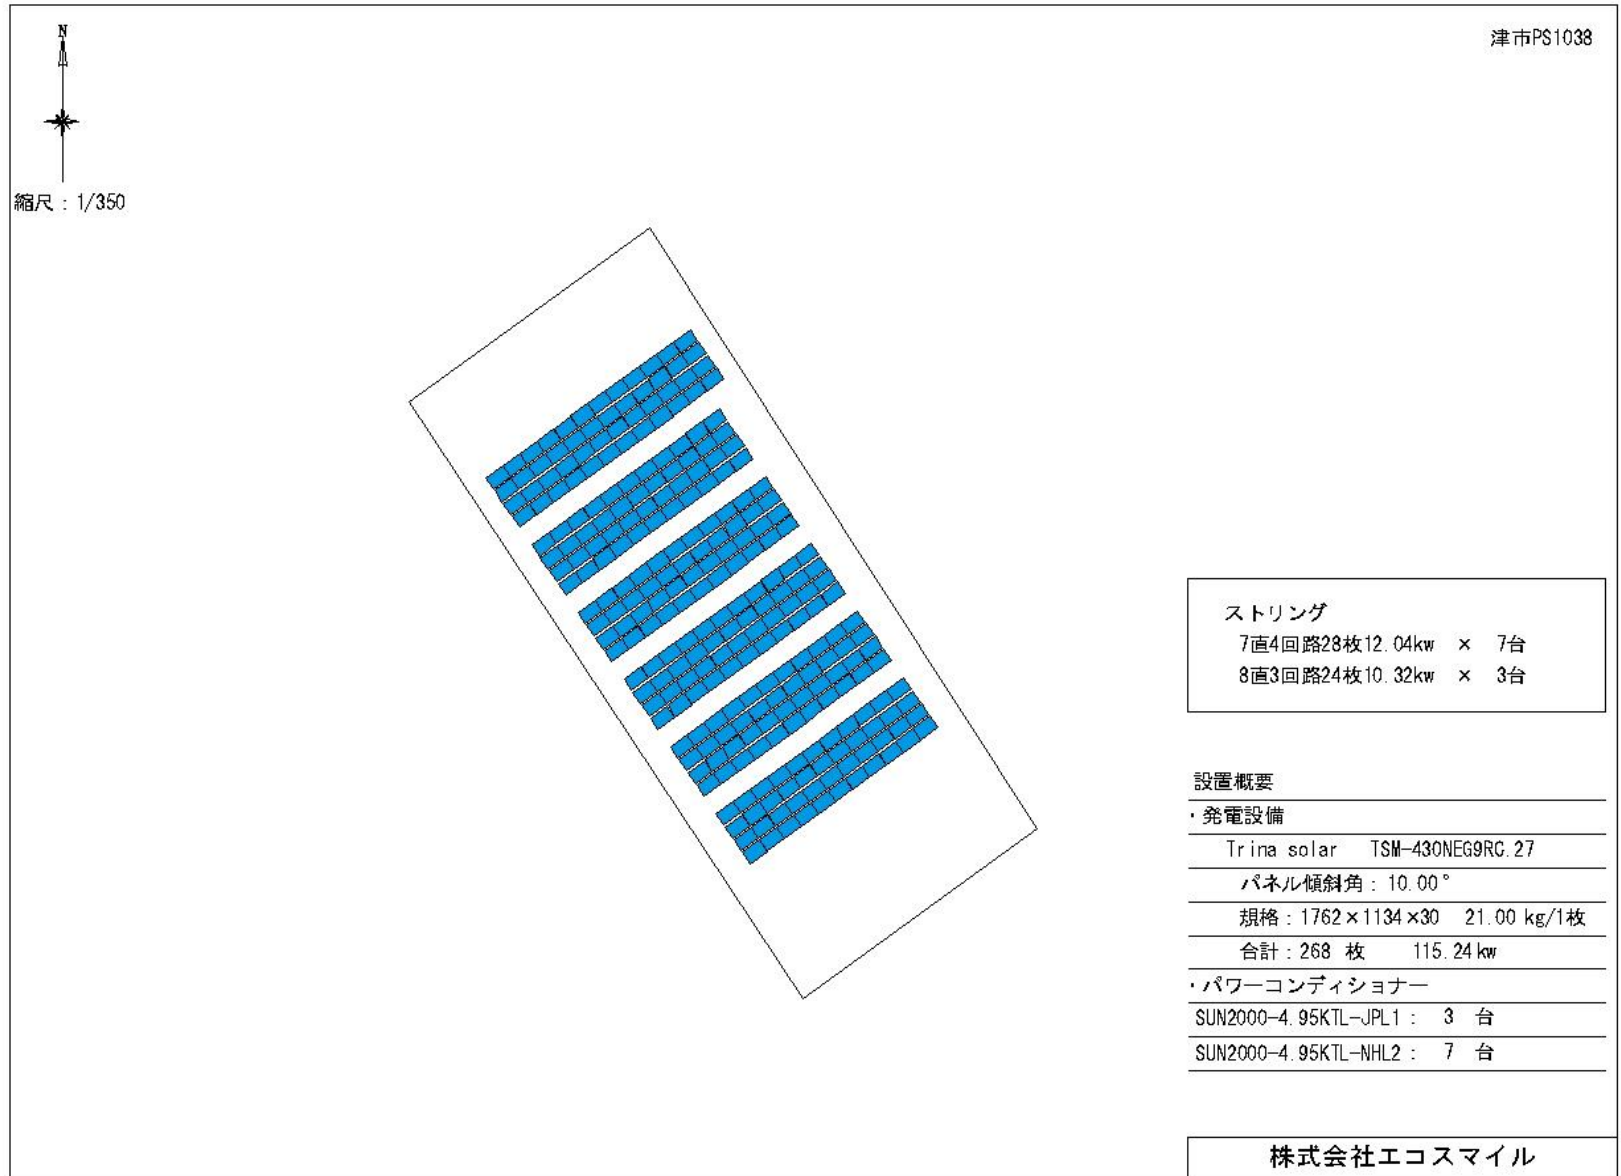 N
津市PS1038
縮尺：1/350
ストリング
7直4回路28枚12.04kw × 7台
8直3回路24枚10.32kw × 3台
設置概要
・発電設備
Trina solar TSM-430NEG9RC.27
パネル傾斜角：10.00°
規格：1762×1134×30 21.00 kg/1枚
合計：268 枚 115.24kw
・パワーコンディショナー
SUN2000-4.95KTL-JPL1： 3 台
SUN2000-4.95KTL-NHL2： 7 台
株式会社エコスマイル